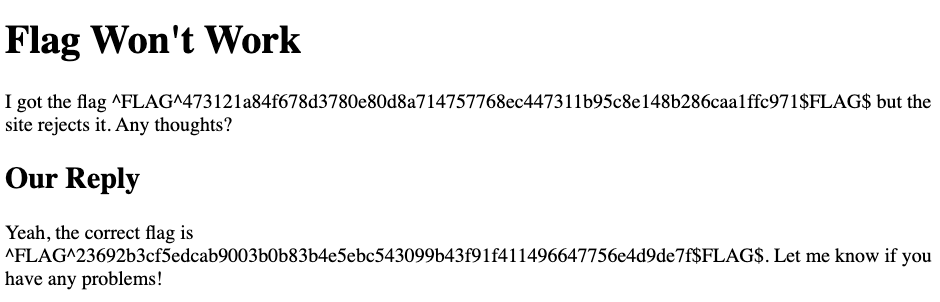 Flag Won't Work
I got the flag ^FLAG^473121a84f678d3780e80d8a714757768ec447311b95c8e148b286caa1ffc971$FLAG$ but the
site rejects it. Any thoughts?
Our Reply
Yeah, the correct flag is
^FLAG^23692b3cf5edcab9003b0b83b4e5ebc543099b43f91f411496647756e4d9de7f$FLAG$. Let me know if you
have any problems!